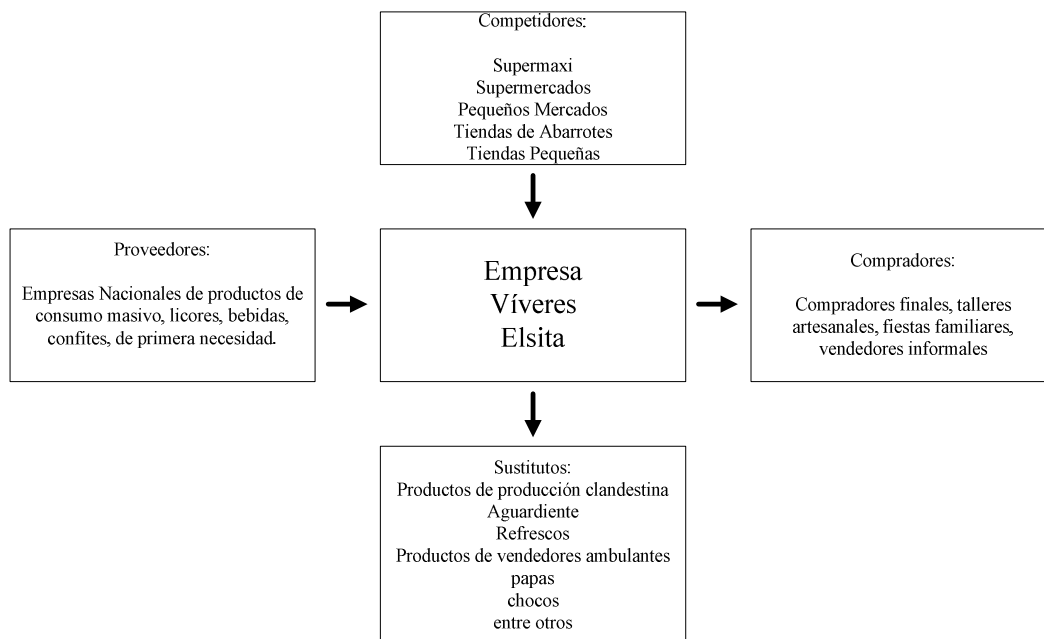 Competidores:
Supermaxi
Supermercados
Pequeños Mercados
Tiendas de Abarrotes
Tiendas Pequeñas
Proveedores:
Empresas Nacionales de productos de
consumo masivo, licores, bebidas,
confites, de primera necesidad.
Empresa
Víveres
Elsita
Compradores:
Compradores finales, talleres
artesanales, fiestas familiares,
vendedores informales
Sustitutos:
Productos de producción clandestina
Aguardiente
Refrescos
Productos de vendedores ambulantes
papas
chocos
entre otros